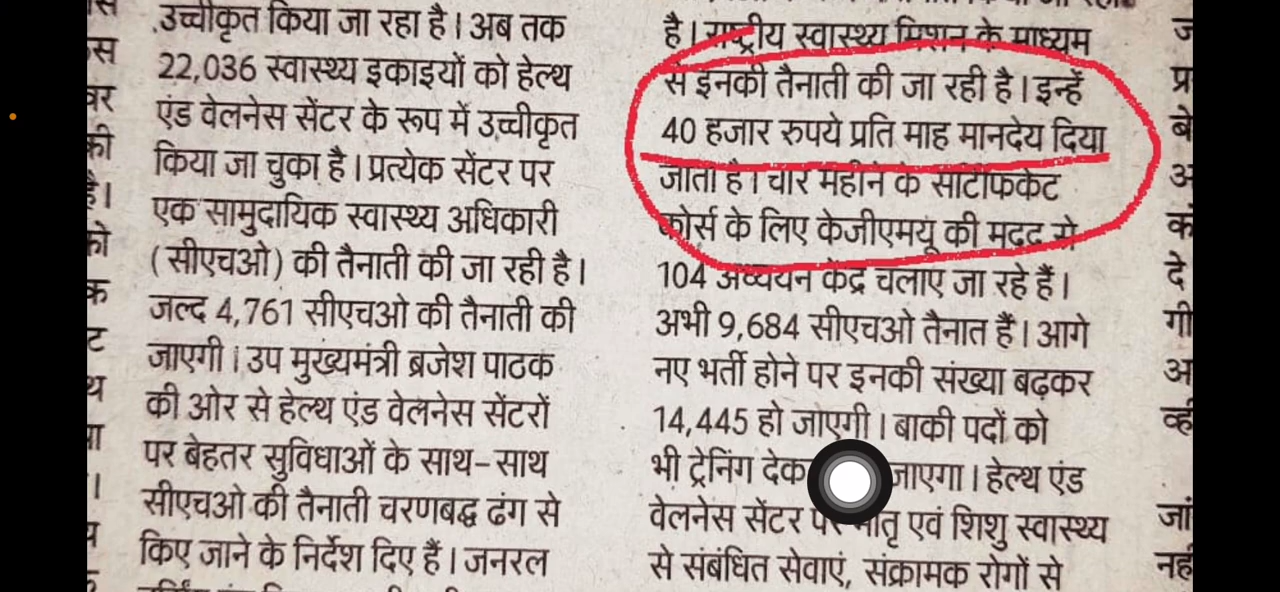 उच्चीकृत किया जा रहा है। अब तक
22,036 स्वास्थ्य इकाइयों को हेल्थ
एंड वेलनेस सेंटर के रूप में उच्चीकृत
किया जा चुका है। प्रत्येक सेंटर पर
एक सामुदायिक स्वास्थ्य अधिकारी
(सीएचओ) की तैनाती की जा रही है।
जल्द 4,761 सीएचओ की तैनाती की
जाएगी। उप मुख्यमंत्री ब्रजेश पाठक
की ओर से हेल्थ एंड वेलनेस सेंटरों
पर बेहतर सुविधाओं के साथ-साथ
सीएचओ की तैनाती चरणबद्ध ढंग से
किए जाने के निर्देश दिए हैं। जनरल
है। राष्ट्रीय स्वास्थ्य मिशन के माध्यम
से इनकी तैनाती की जा रही है। इन्हें
40 हजार रुपये प्रति माह मानदेय दिया
जाता है। चार महीने के सर्टिफिकेट
कोर्स के लिए केजीएमयू की मदद से
104 अध्ययन केंद्र चलाए जा रहे हैं।
अभी 9,684 सीएचओ तैनात हैं। आगे
नए भर्ती होने पर इनकी संख्या बढ़कर
14,445 हो जाएगी। बाकी पदों को
भी ट्रेनिंग जाएगा। हेल्थ एंड
वेलनेस सेंटर पर मातृ एवं शिशु स्वास्थ्य
से संबंधित सेवाएं, संक्रामक रोगों से